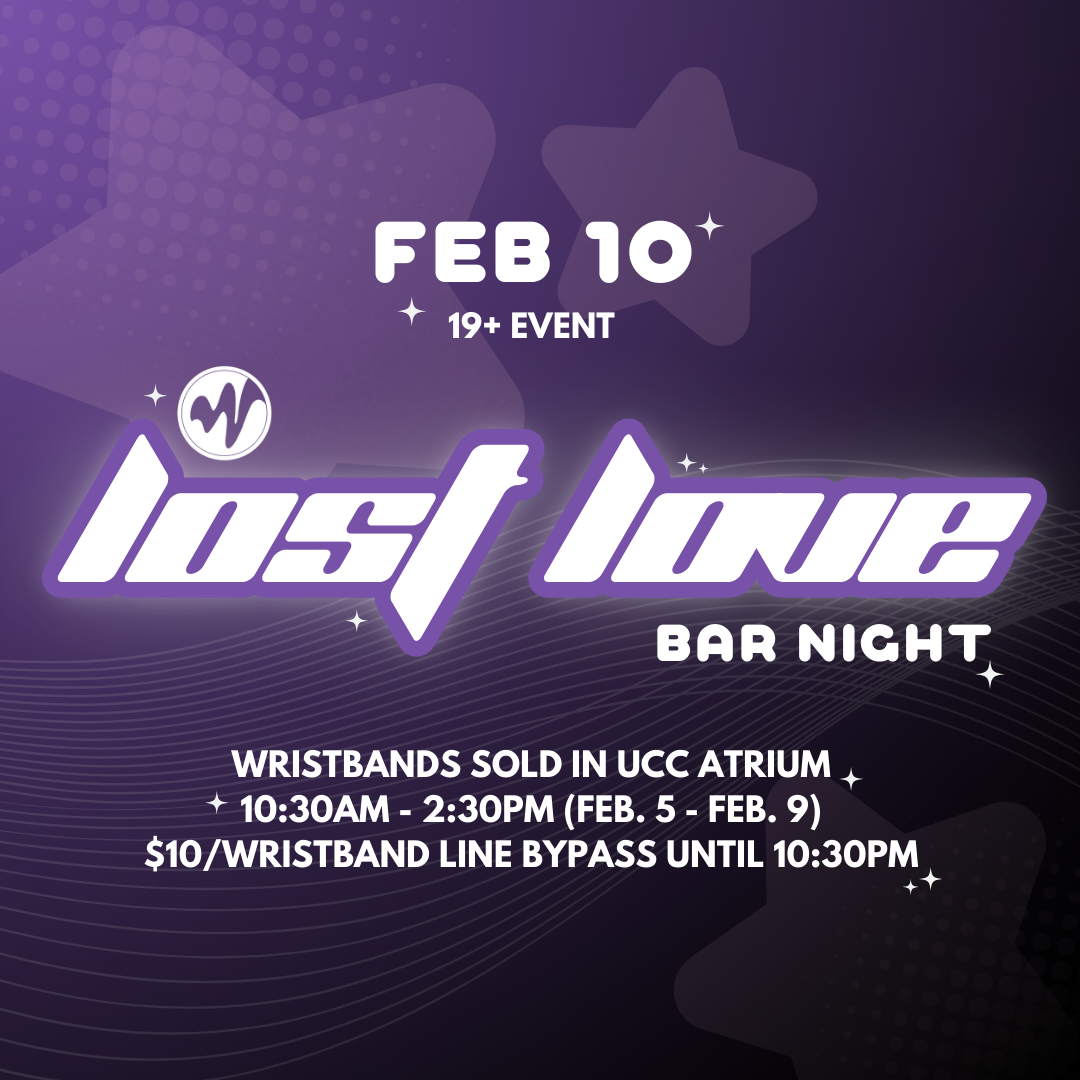 FEB 10
19+ EVENT
W
lost love
BAR NIGHT
WRISTBANDS SOLD IN UCC ATRIUM
10:30AM - 2:30PM (FEB. 5 - FEB. 9)
$10/WRISTBAND LINE BYPASS UNTIL 10:30PM